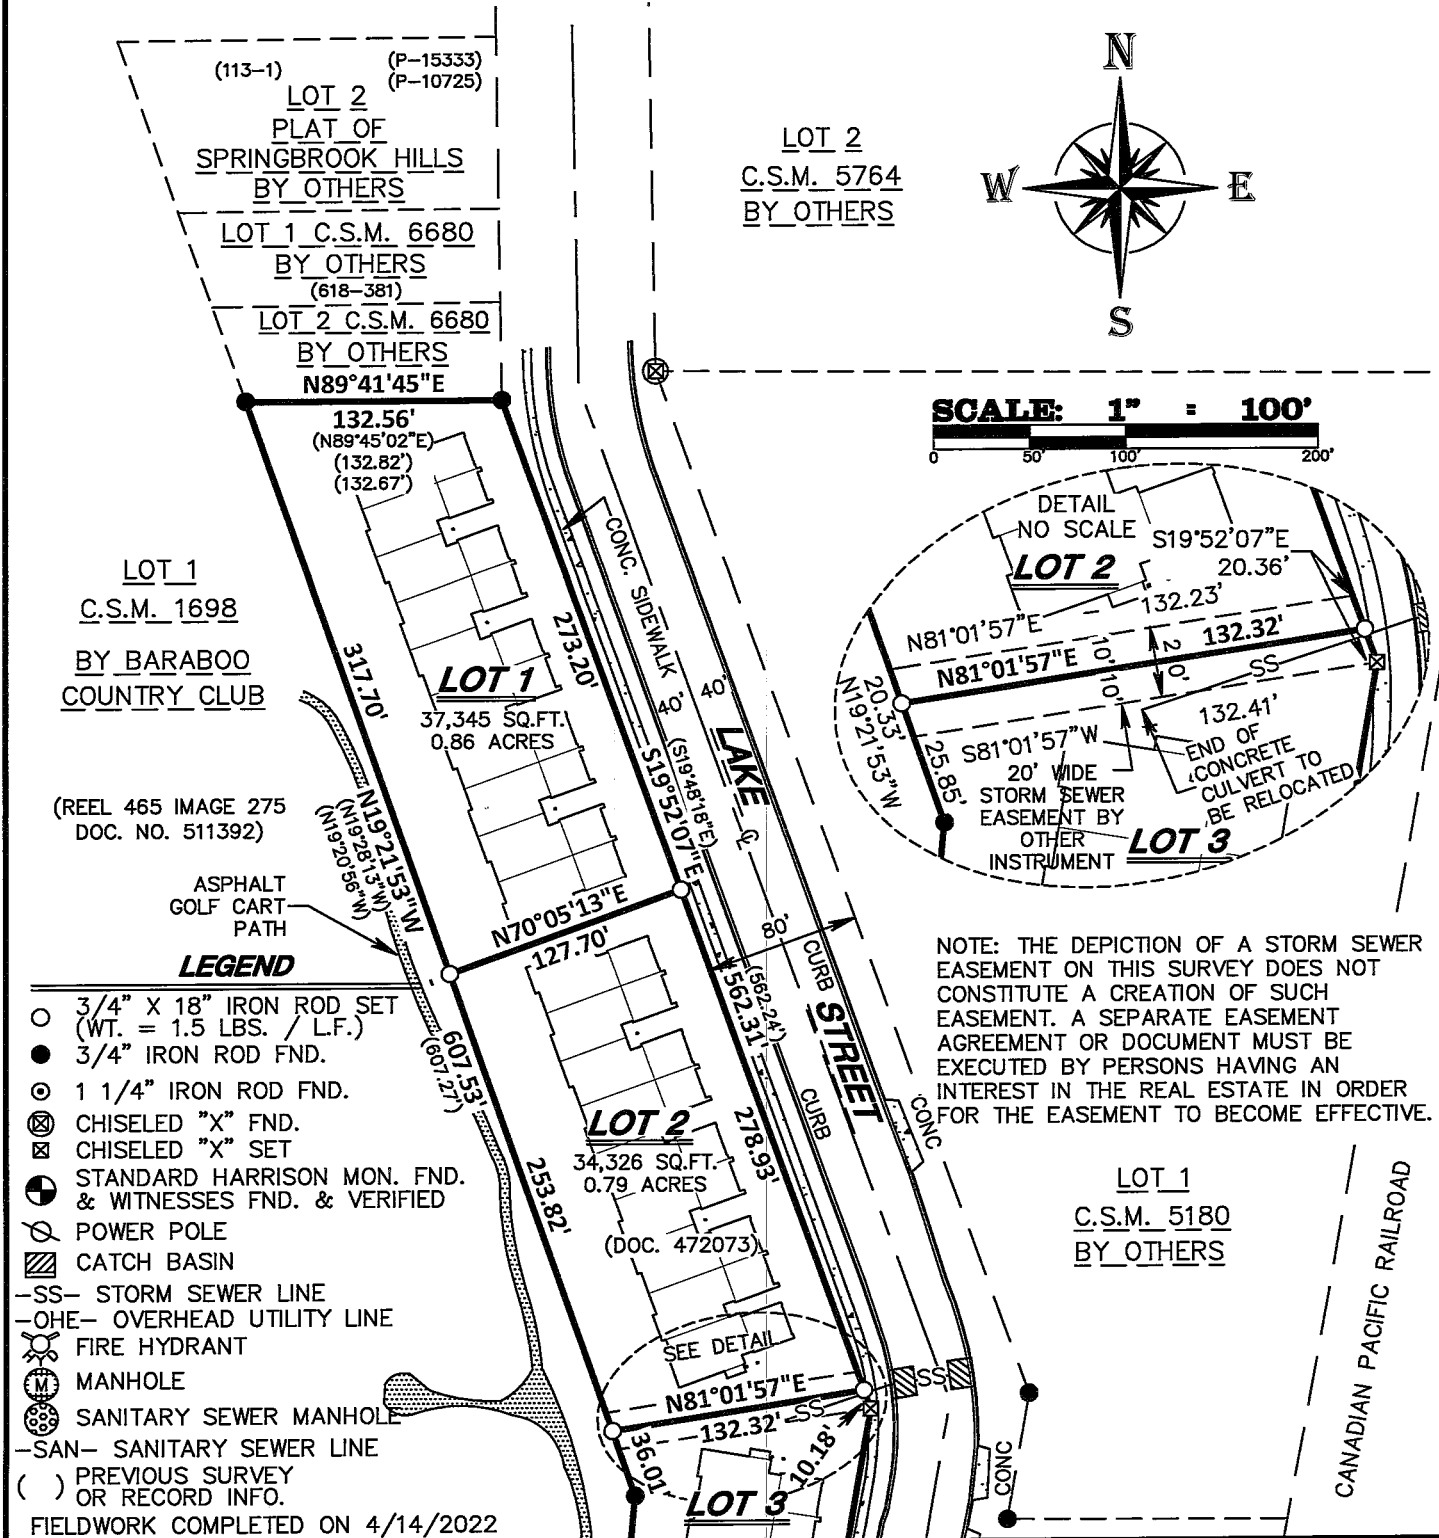 (113-1)
(P-15333)
(P-10725)
LOT 2
PLAT OF
SPRINGBROOK HILLS
BY OTHERS
LOT 1 C.S.M. 6680
BY OTHERS
(618-381)
LOT 2 C.S.M. 6680
BY OTHERS
N89°41'45"E
132.56'
(N89°45'02"E)
(132.82')
(132.67')
LOT 2
C.S.M. 5764
BY OTHERS
N
W
E
S
SCALE: 1" = 100'
0 50' 100' 200'
DETAIL
NO SCALE
LOT 2
S19°52'07"E
20.36'
132.23'
N81°01'57"E
132.32'
N81°01'57"E
10'
10'
20'
SS
20.33'
N19°21'53"W
25.85'
132.41'
S81°01'57"W
20' WIDE
STORM SEWER
EASEMENT BY
OTHER
INSTRUMENT
END OF
CONCRETE
CULVERT TO
BE RELOCATED
LOT 3
LOT 1
C.S.M. 1698
BY BARABOO
COUNTRY CLUB
(REEL 465 IMAGE 275
DOC. NO. 511392)
ASPHALT
GOLF CART
PATH
317.70'
N19°21'53"W
(N19°28'13"W)
(N19°20'56"W)
607.53'
(607.27')
253.82'
36.01'
LOT 1
37,345 SQ.FT.
0.86 ACRES
273.20'
S19°52'07"E
(S19°48'18"E)
562.31'
(562.24')
278.93'
CONC. SIDEWALK
40'
40'
LAKE
STREET
80'
CURB
CURB
CONC
N70°05'13"E
127.70'
LOT 2
34,326 SQ.FT.
0.79 ACRES
(DOC. 472073)
SEE DETAIL
N81°01'57"E
132.32'
SS
SS
10.18'
LOT 3
CONC
NOTE: THE DEPICTION OF A STORM SEWER
EASEMENT ON THIS SURVEY DOES NOT
CONSTITUTE A CREATION OF SUCH
EASEMENT. A SEPARATE EASEMENT
AGREEMENT OR DOCUMENT MUST BE
EXECUTED BY PERSONS HAVING AN
INTEREST IN THE REAL ESTATE IN ORDER
FOR THE EASEMENT TO BECOME EFFECTIVE.
LOT 1
C.S.M. 5180
BY OTHERS
CANADIAN PACIFIC RAILROAD
LEGEND
3/4" X 18" IRON ROD SET
(WT. = 1.5 LBS. / L.F.)
3/4" IRON ROD FND.
1 1/4" IRON ROD FND.
CHISELED "X" FND.
CHISELED "X" SET
STANDARD HARRISON MON. FND.
& WITNESSES FND. & VERIFIED
POWER POLE
CATCH BASIN
-SS- STORM SEWER LINE
-OHE- OVERHEAD UTILITY LINE
FIRE HYDRANT
M MANHOLE
SANITARY SEWER MANHOLE
-SAN- SANITARY SEWER LINE
( ) PREVIOUS SURVEY
OR RECORD INFO.
FIELDWORK COMPLETED ON 4/14/2022